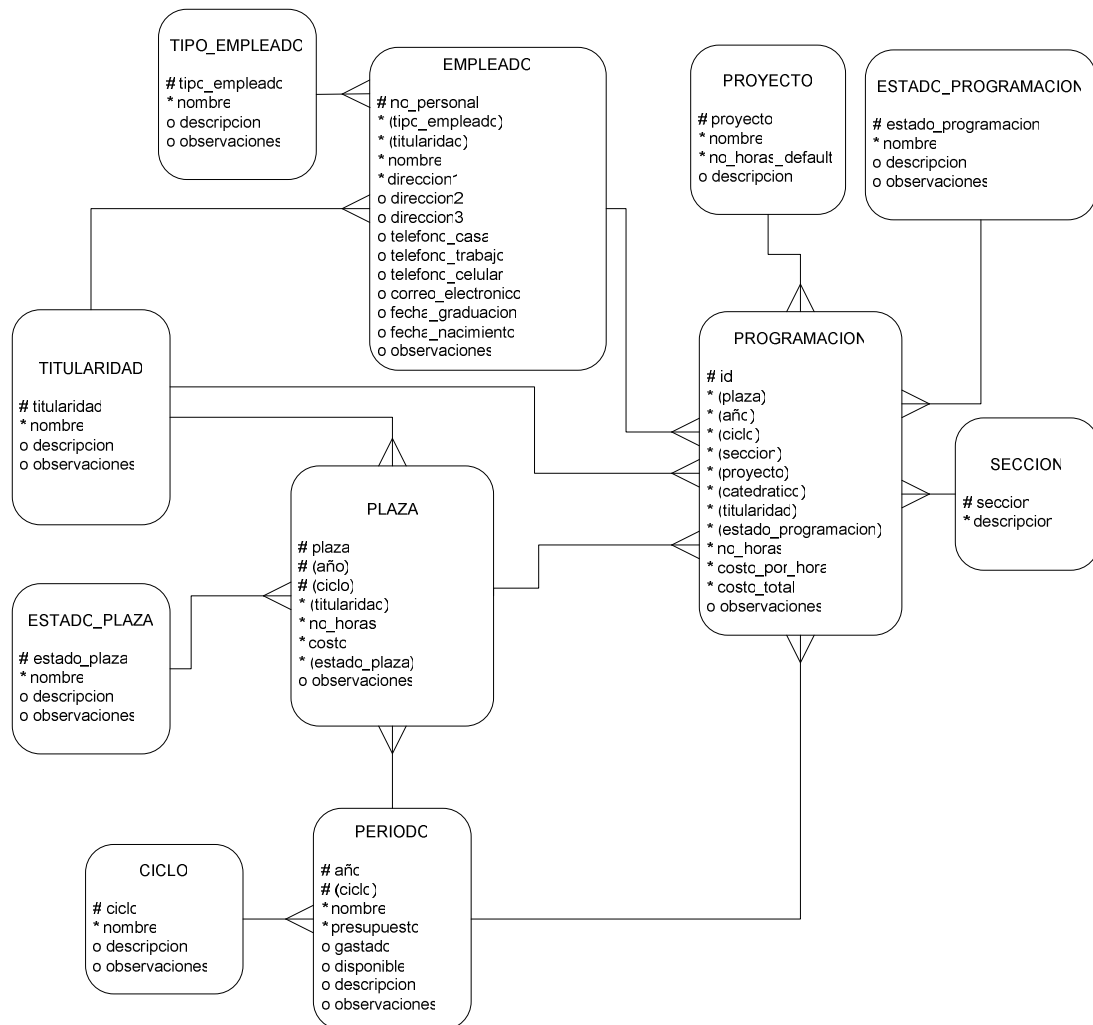 TIPO_EMPLEADO
# tipo_empleado
* nombre
o descripcion
o observaciones
EMPLEADO
# no_personal
* (tipo_empleado)
* (titularidad)
* nombre
* direccion1
o direccion2
o direccion3
o telefono_casa
o telefono_trabajo
o telefono_celular
o correo_electronico
o fecha_graduacion
o fecha_nacimiento
o observaciones
PROYECTO
# proyecto
* nombre
* no_horas_default
o descripcion
ESTADO_PROGRAMACION
# estado_programacion
* nombre
o descripcion
o observaciones
TITULARIDAD
# titularidad
* nombre
o descripcion
o observaciones
PROGRAMACION
# id
* (plaza)
* (año)
* (ciclo)
* (seccion)
* (proyecto)
* (catedratico)
* (titularidad)
* (estado_programacion)
* no_horas
* costo_por_hora
* costo_total
o observaciones
SECCION
# seccion
* descripcion
PLAZA
# plaza
# (año)
# (ciclo)
* (titularidad)
* no_horas
* costo
* (estado_plaza)
o observaciones
ESTADO_PLAZA
# estado_plaza
* nombre
o descripcion
o observaciones
PERIODO
# año
# (ciclo)
* nombre
* presupuesto
o gastado
o disponible
o descripcion
o observaciones
CICLO
# ciclo
* nombre
o descripcion
o observaciones